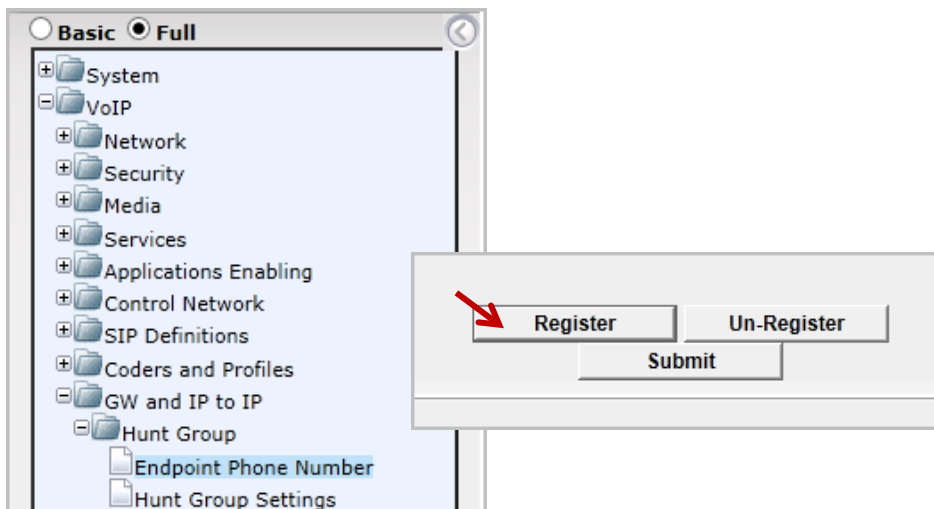 Basic Full
System
VoIP
Network
Security
Media
Services
Applications Enabling
Control Network
SIP Definitions
Coders and Profiles
GW and IP to IP
Hunt Group
Endpoint Phone Number
Hunt Group Settings
Register Un-Register
Submit